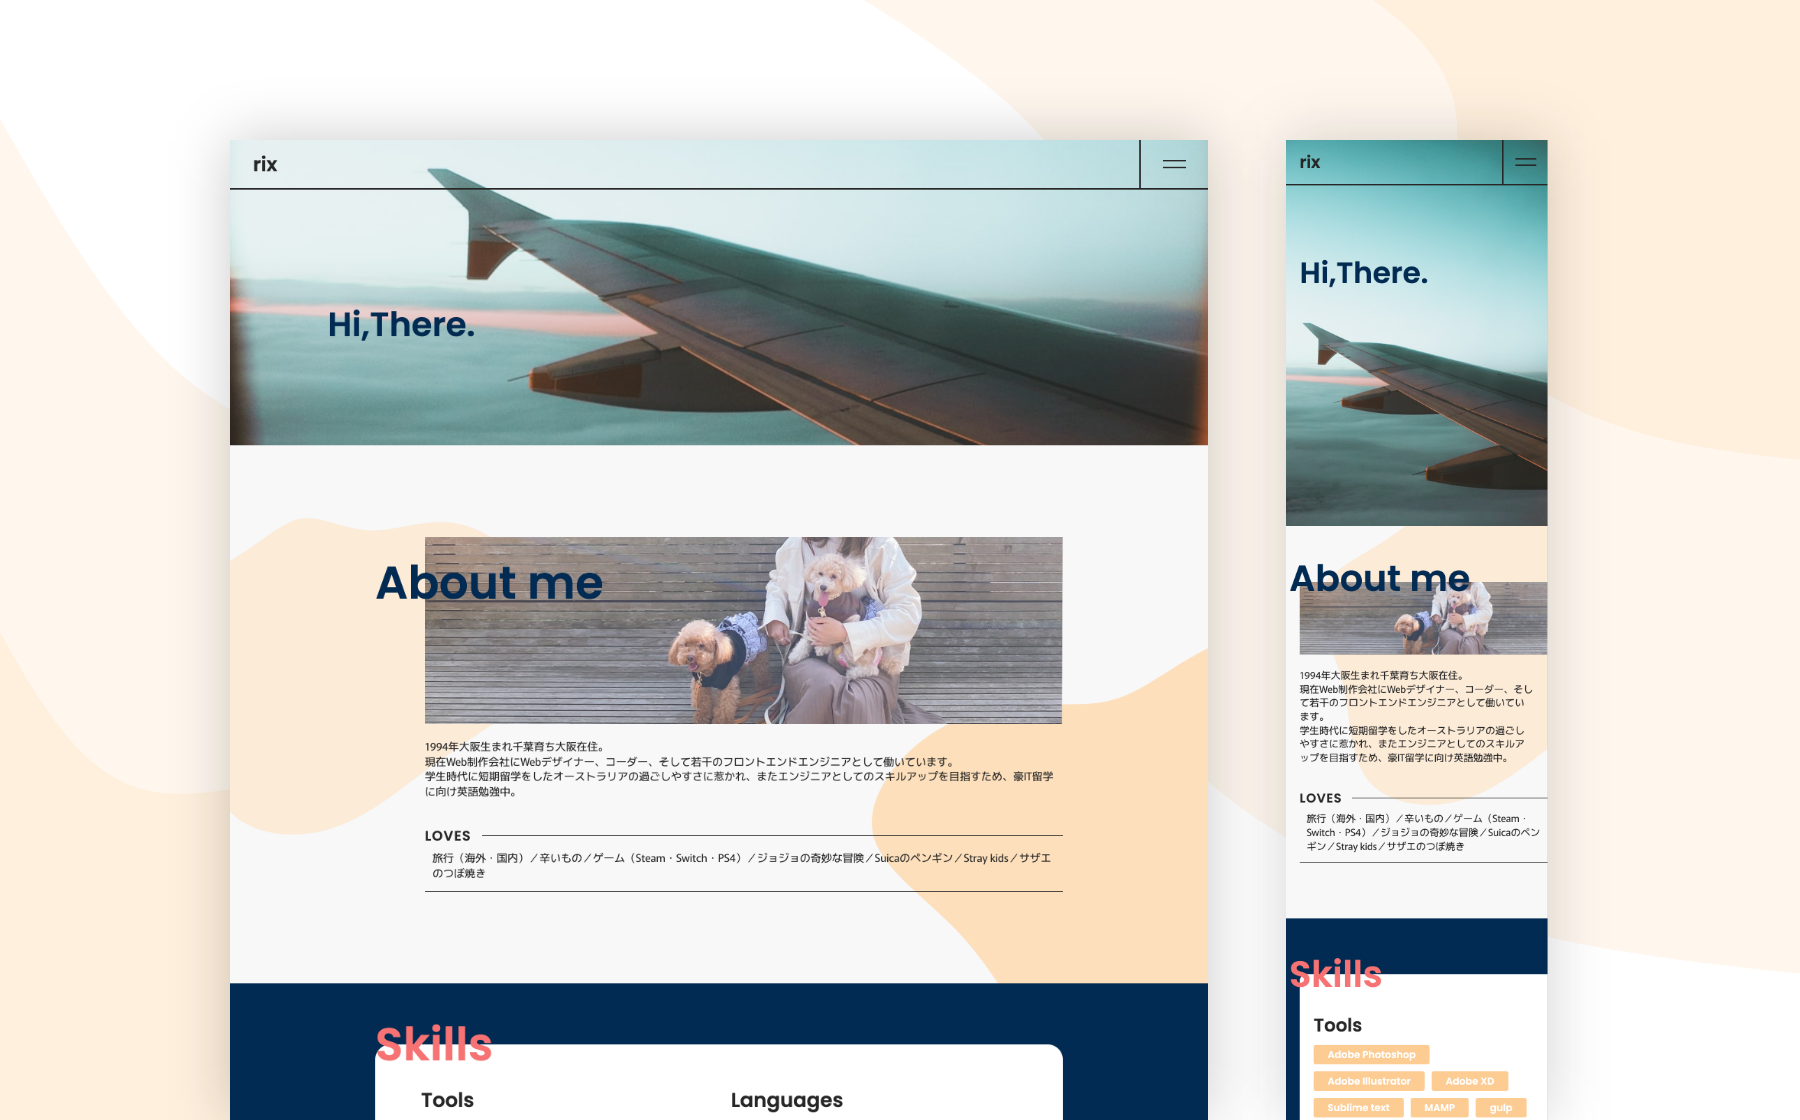 rix
Hi,There.
About me
1994年大阪生まれ千葉育ち大阪在住。
現在Web制作会社にWebデザイナー、コーダー、そして若干のフロントエンドエンジニアとして働いています。
学生時代に短期留学をしたオーストラリアの過ごしやすさに惹かれ、またエンジニアとしてのスキルアップを目指すため、豪IT留学
に向け英語勉強中。
LOVES
旅行（海外・国内）／辛いもの／ゲーム（Steam・Switch・PS4）／ジョジョの奇妙な冒険／Suicaのペンギン／Stray kids／サザエ
のつぼ焼き
Skills
Tools
Languages
rix
Hi,There.
About me
1994年大阪生まれ千葉育ち大阪在住。
現在Web制作会社にWebデザイナー、コーダー、そし
て若干のフロントエンドエンジニアとして働いてい
ます。
学生時代に短期留学をしたオーストラリアの過ごし
やすさに惹かれ、またエンジニアとしてのスキルア
ップを目指すため、豪IT留学に向け英語勉強中。
LOVES
旅行（海外・国内）／辛いもの／ゲーム（Steam・
Switch・PS4）／ジョジョの奇妙な冒険／Suicaのペン
ギン／Stray kids／サザエのつぼ焼き
Skills
Tools
Adobe Photoshop
Adobe Illustrator Adobe XD
Sublime text MAMP gulp